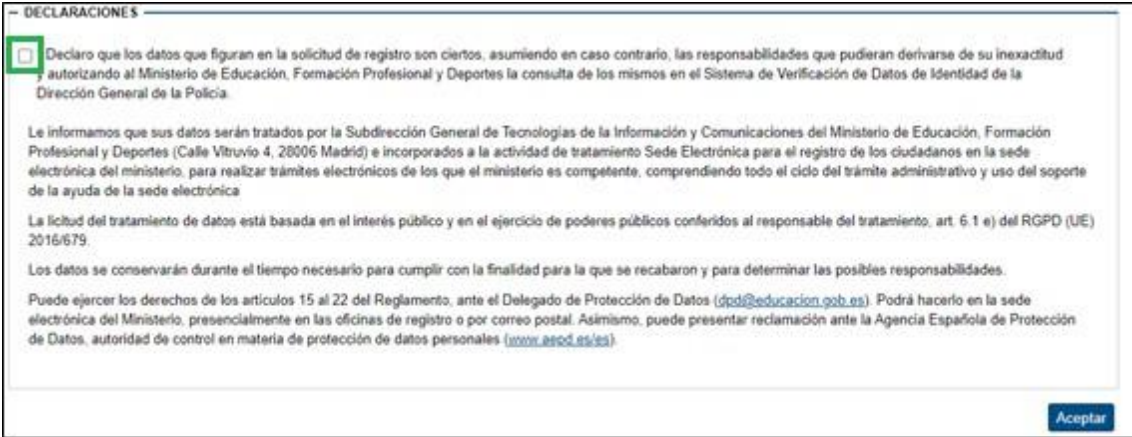 DECLARACIONES
Declaro que los datos que figuran en la solicitud de registro son ciertos, asumiendo en caso contrario, las responsabilidades que pudieran derivarse de su inexactitud
y autorizando al Ministerio de Educación, Formación Profesional y Deportes la consulta de los mismos en el Sistema de Verificación de Datos de Identidad de la
Dirección General de la Policía.
Le informamos que sus datos serán tratados por la Subdirección General de Tecnologías de la Información y Comunicaciones del Ministerio de Educación, Formación
Profesional y Deportes (Calle Vitruvio 4, 28006 Madrid) e incorporados a la actividad de tratamiento Sede Electrónica para el registro de los ciudadanos en la sede
electrónica del ministerio, para realizar trámites electrónicos de los que el ministerio es competente, comprendiendo todo el ciclo del trámite administrativo y uso del soporte
de la ayuda de la sede electrónica
La licitud del tratamiento de datos está basada en el interés público y en el ejercicio de poderes públicos conferidos al responsable del tratamiento, art. 6.1 e) del RGPD (UE)
2016/679.
Los datos se conservarán durante el tiempo necesario para cumplir con la finalidad para la que se recabaron y para determinar las posibles responsabilidades.
Puede ejercer los derechos de los artículos 15 al 22 del Reglamento, ante el Delegado de Protección de Datos (dpd@educacion.gob.es). Podrá hacerlo en la sede
electrónica del Ministerio, presencialmente en las oficinas de registro o por correo postal. Asimismo, puede presentar reclamación ante la Agencia Española de Protección
de Datos, autoridad de control en materia de protección de datos personales (www.aepd.es/es).
Aceptar